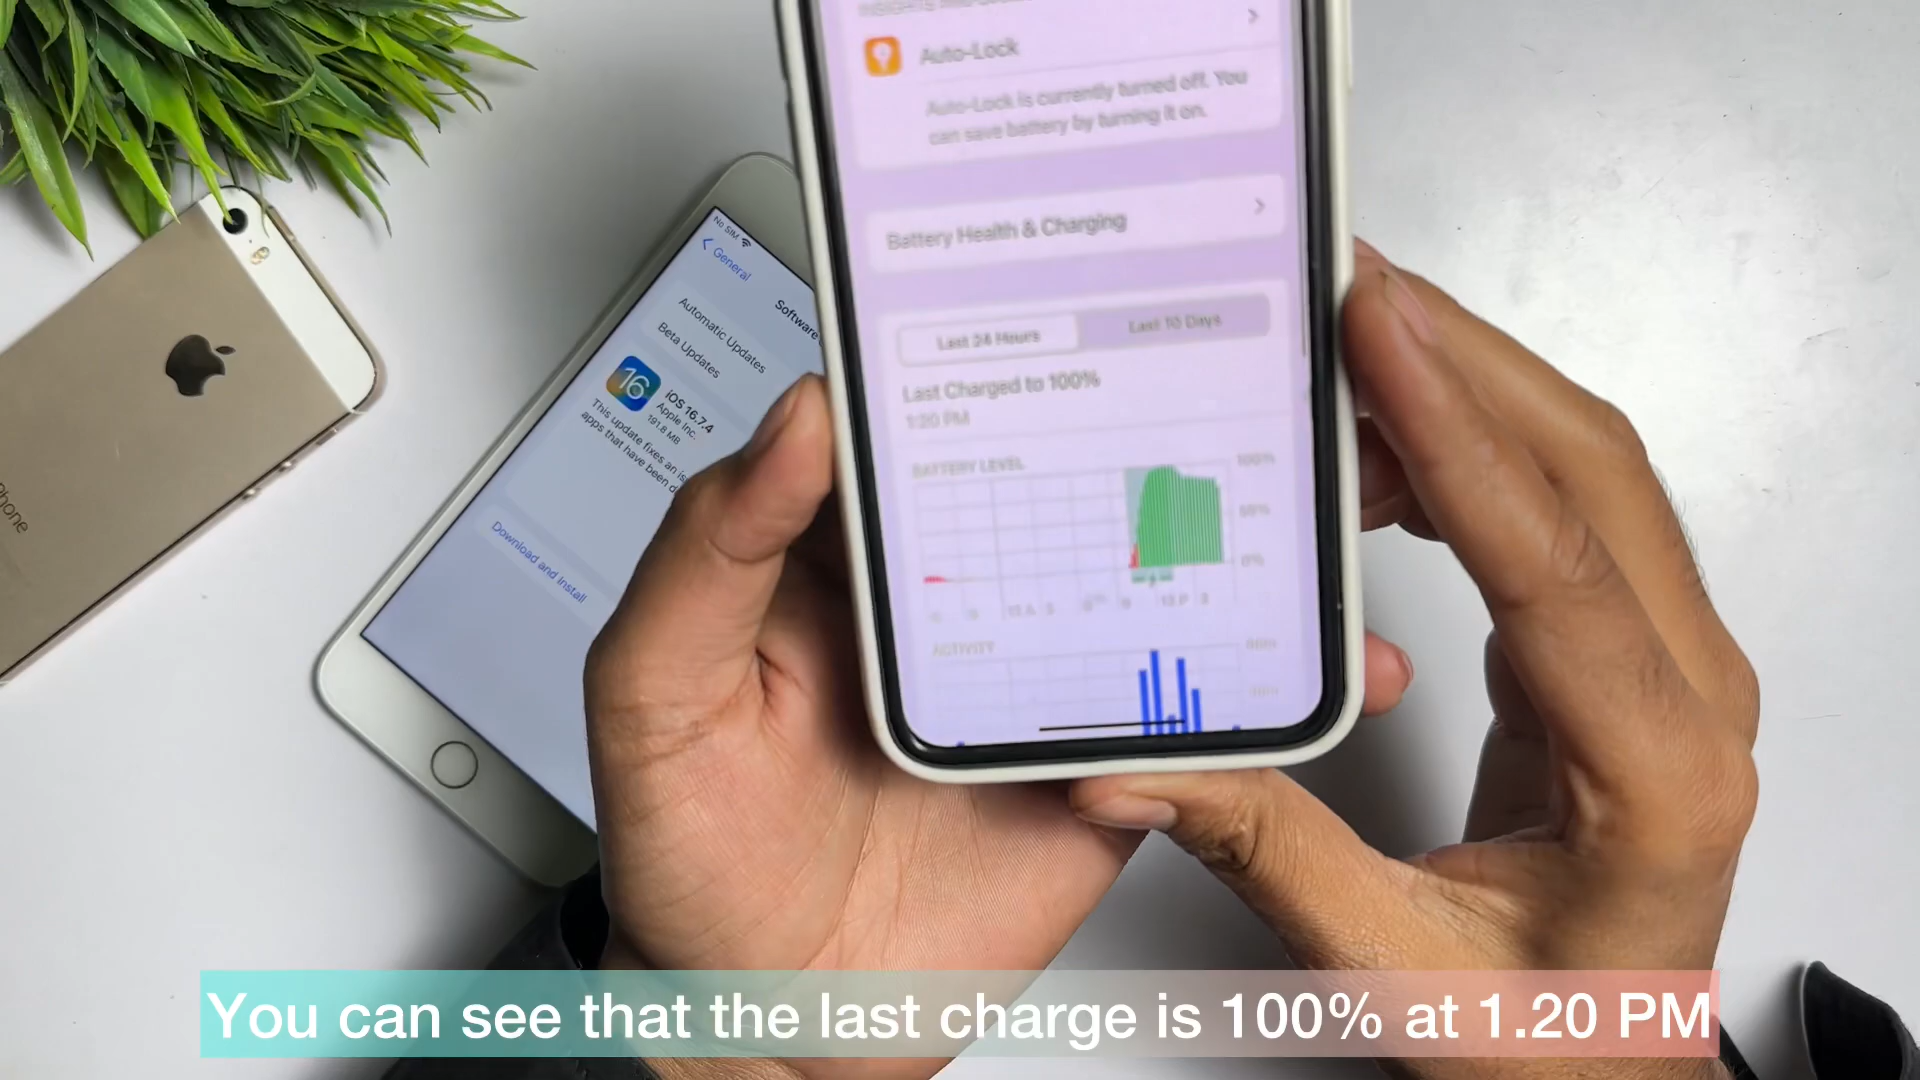 Auto-Lock
Auto-Lock is currently turned off. You
can save battery by turning it on.
Battery Health & Charging
Last 24 Hours
Last 10 Days
Last Charged to 100%
1:20 PM
BATTERY LEVEL
100%
50%
0%
ACTIVITY
No SIM
General
Software
Automatic Updates
Beta Updates
16
iOS 16.7.4
Apple Inc.
191.8 MB
This update fixes an
apps that have been
Download and Install
Phone
You can see that the last charge is 100% at 1.20 PM